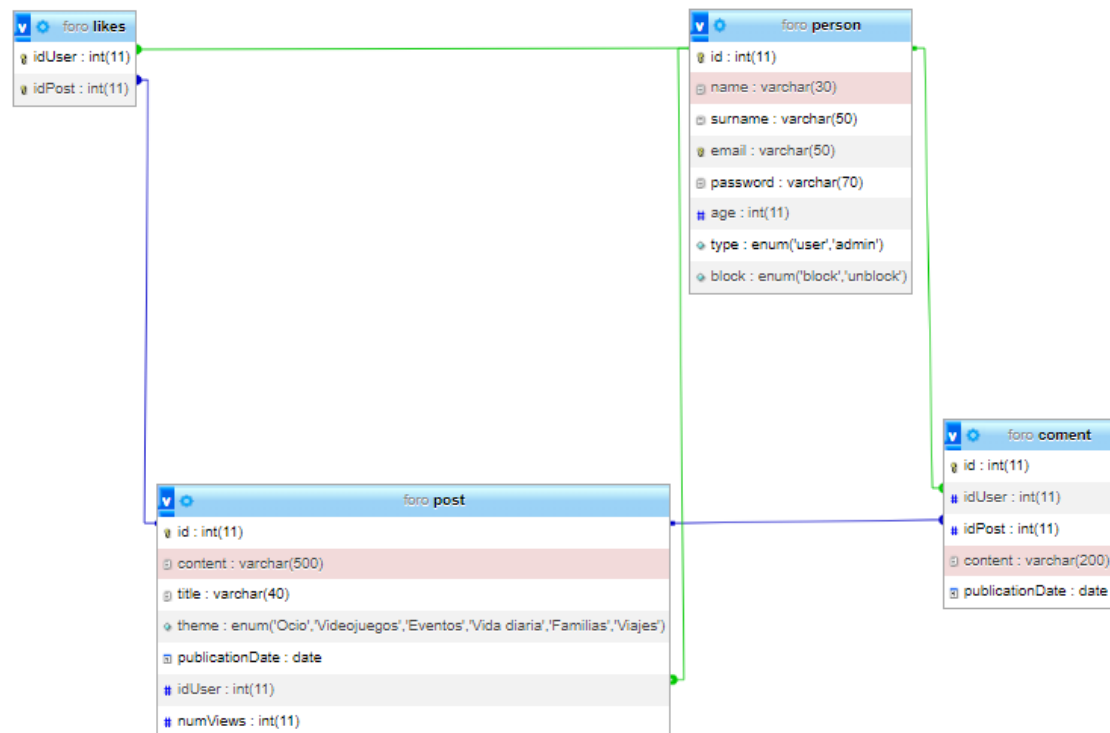 foro likes
idUser : int(11)
idPost : int(11)
foro person
id : int(11)
name : varchar(30)
surname : varchar(50)
email : varchar(50)
password : varchar(70)
age : int(11)
type : enum('user','admin')
block : enum('block','unblock')
foro coment
id : int(11)
idUser : int(11)
idPost : int(11)
content : varchar(200)
publicationDate : date
foro post
id : int(11)
content : varchar(500)
title : varchar(40)
theme : enum('Ocio','Videojuegos','Eventos','Vida diaria','Familias','Viajes')
publicationDate : date
idUser : int(11)
numViews : int(11)